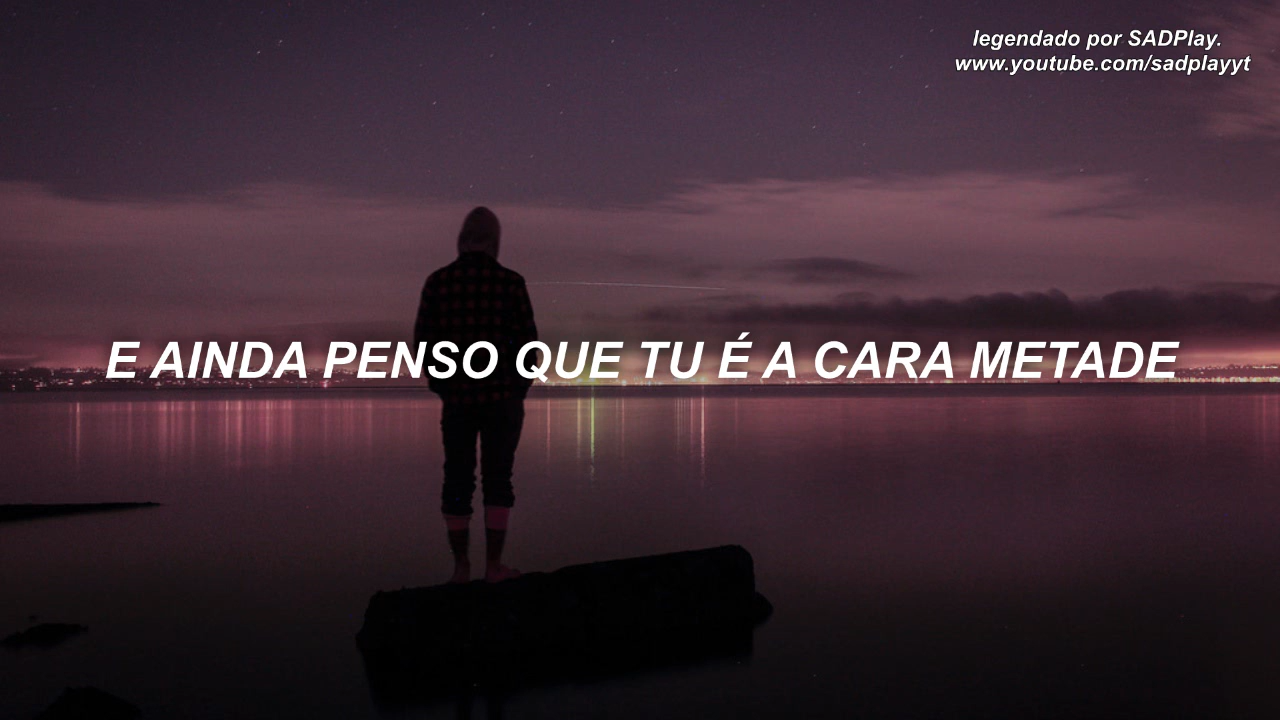 legendado por SADPlay.
www.youtube.com/sadplayyt
E AINDA PENSO QUE TU É A CARA METADE